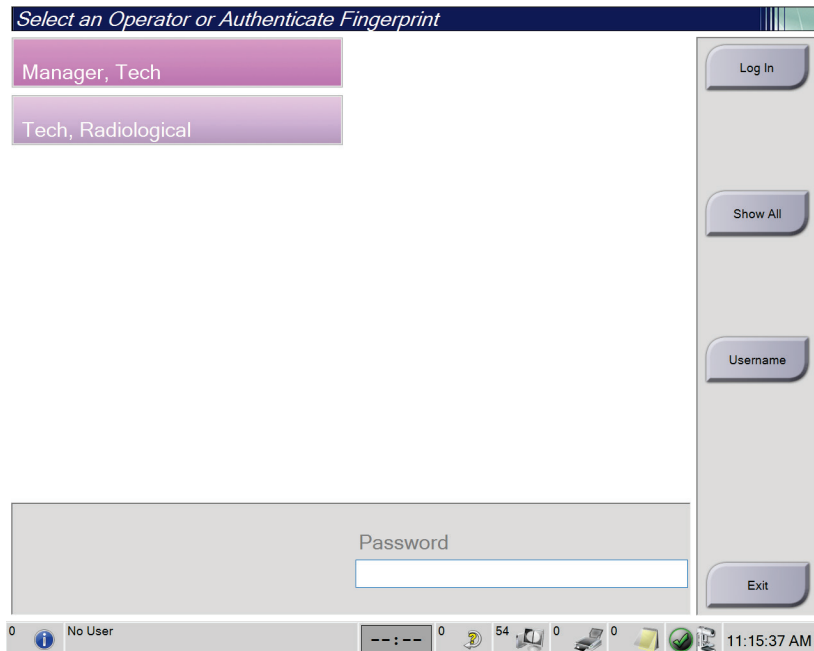 Select an Operator or Authenticate Fingerprint
Manager, Tech
Tech, Radiological
Log In
Show All
Username
Password
Exit
0 No User --:-- 0 54 0 0 11:15:37 AM